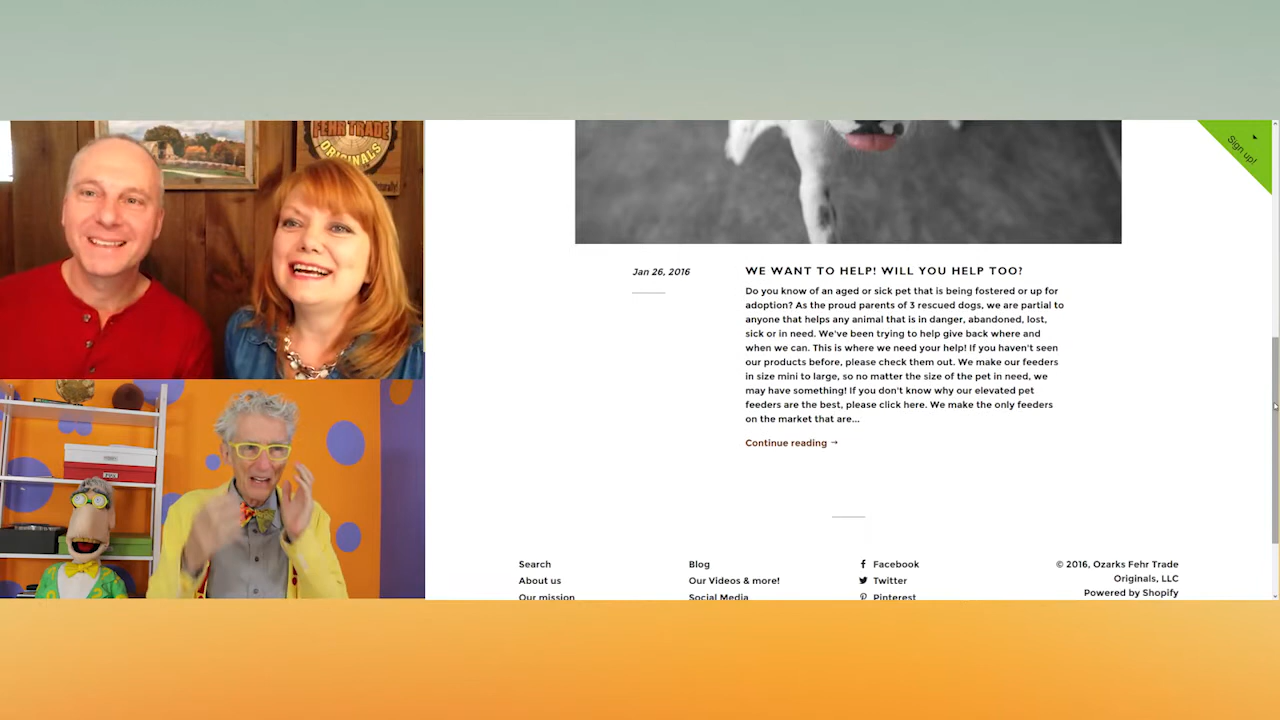 FEHR TRADE
ORIGINALS
Sign up!
Jan 26, 2016
WE WANT TO HELP! WILL YOU HELP TOO?
Do you know of an aged or sick pet that is being fostered or up for
adoption? As the proud parents of 3 rescued dogs, we are partial to
anyone that helps any animal that is in danger, abandoned, lost,
sick or in need. We've been trying to help give back where and
when we can. This is where we need your help! If you haven't seen
our products before, please check them out. We make our feeders
in size mini to large, so no matter the size of the pet in need, we
may have something! If you don't know why our elevated pet
feeders are the best, please click here. We make the only feeders
on the market that are...
Continue reading →
Search
About us
Our mission
Blog
Our Videos & more!
Social Media
Facebook
Twitter
Pinterest
© 2016, Ozarks Fehr Trade
Originals, LLC
Powered by Shopify